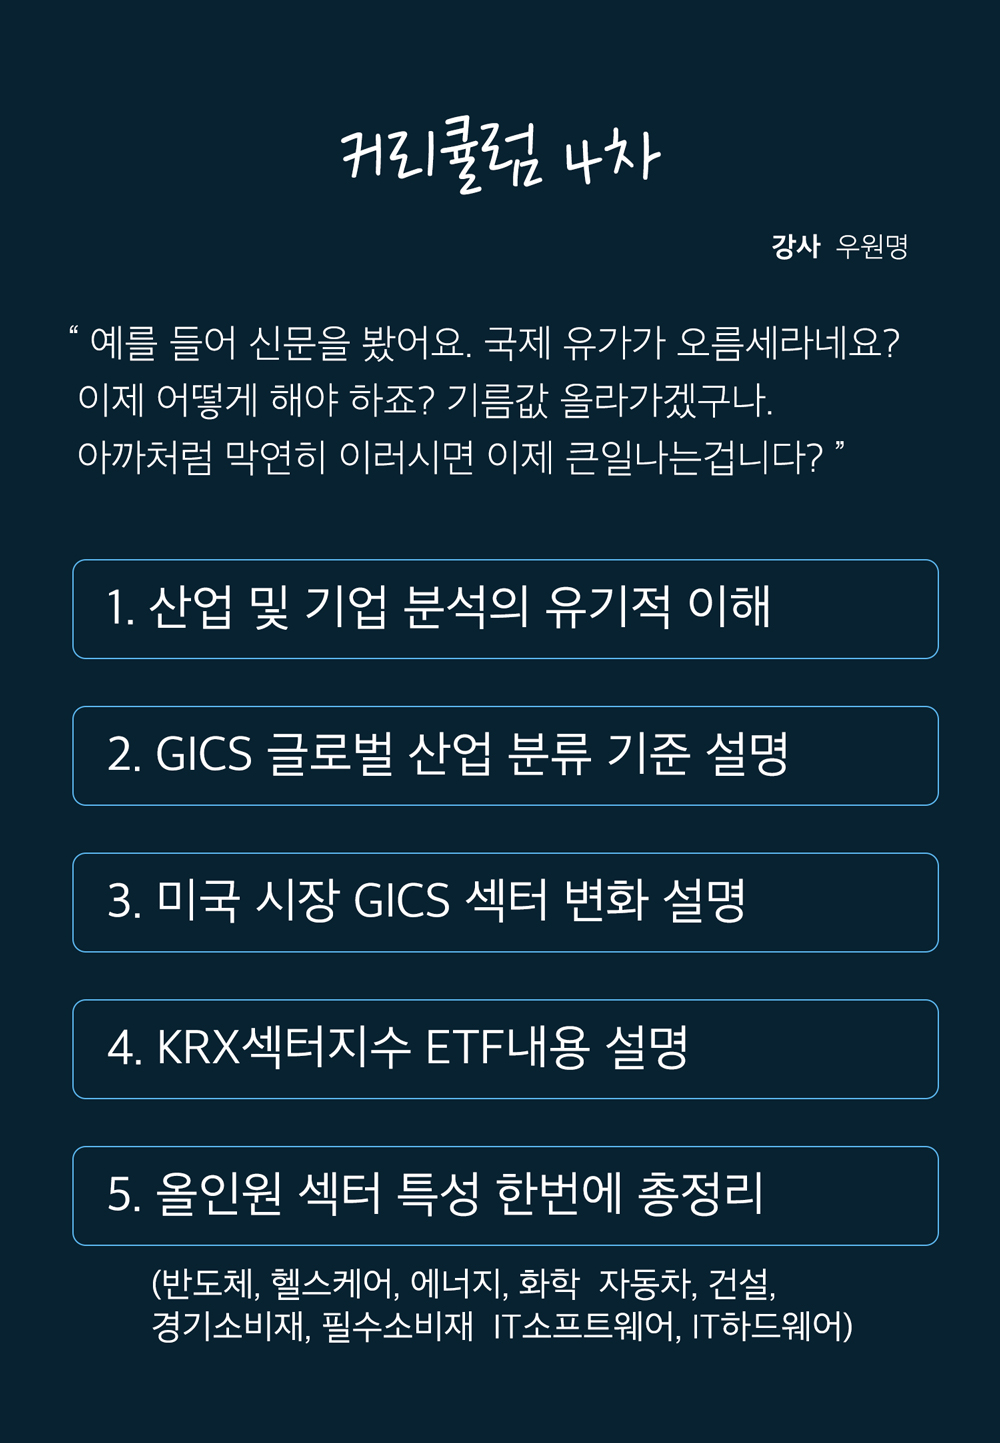 커리큘럼 4차
강사 우원명
“ 예를 들어 신문을 봤어요. 국제 유가가 오름세라네요?
이제 어떻게 해야 하죠? 기름값 올라가겠구나.
아까처럼 막연히 이러시면 이제 큰일나는겁니다? ”
1. 산업 및 기업 분석의 유기적 이해
2. GICS 글로벌 산업 분류 기준 설명
3. 미국 시장 GICS 섹터 변화 설명
4. KRX섹터지수 ETF내용 설명
5. 올인원 섹터 특성 한번에 총정리
(반도체, 헬스케어, 에너지, 화학 자동차, 건설,
경기소비재, 필수소비재 IT소프트웨어, IT하드웨어)